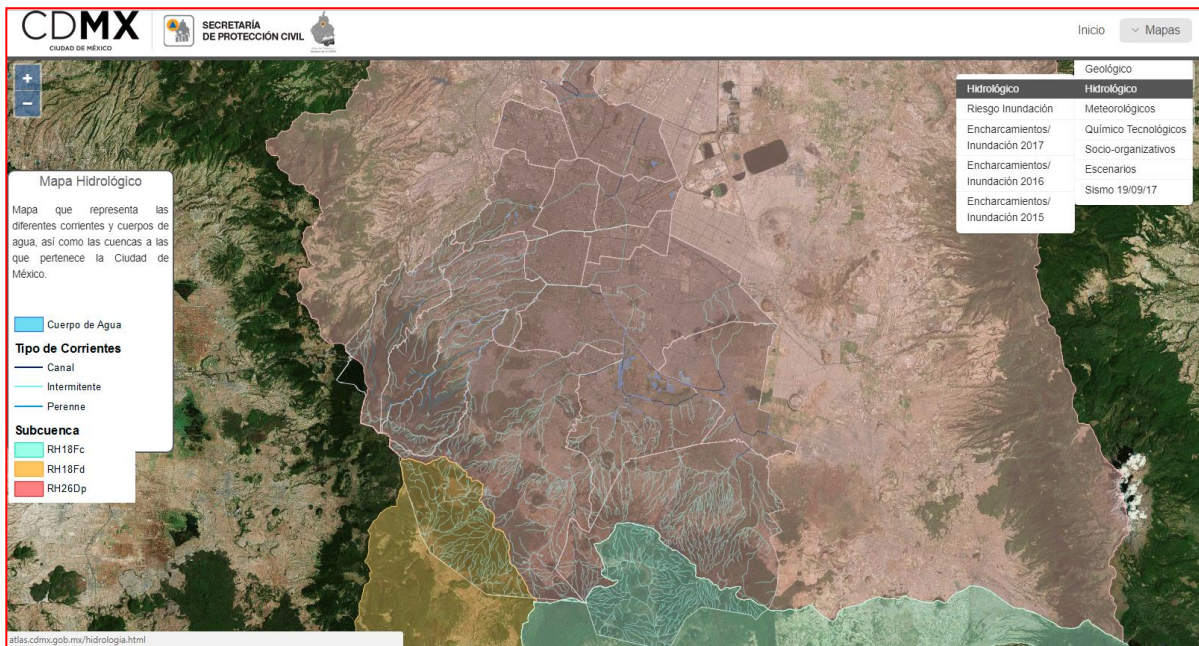 CDMX
CIUDAD DE MÉXICO
SECRETARÍA
DE PROTECCIÓN CIVIL
Inicio
Mapas
+
−
Geológico
Hidrológico
Meteorológicos
Químico Tecnológicos
Socio-organizativos
Escenarios
Sismo 19/09/17
Hidrológico
Riesgo Inundación
Encharcamientos/
Inundación 2017
Encharcamientos/
Inundación 2016
Encharcamientos/
Inundación 2015
Mapa Hidrológico
Mapa que representa las
diferentes corrientes y cuerpos de
agua, así como las cuencas a las
que pertenece la Ciudad de
México.
Cuerpo de Agua
Tipo de Corrientes
Canal
Intermitente
Perenne
Subcuenca
RH18Fc
RH18Fd
RH26Dp
atlas.cdmx.gob.mx/hidrologia.html